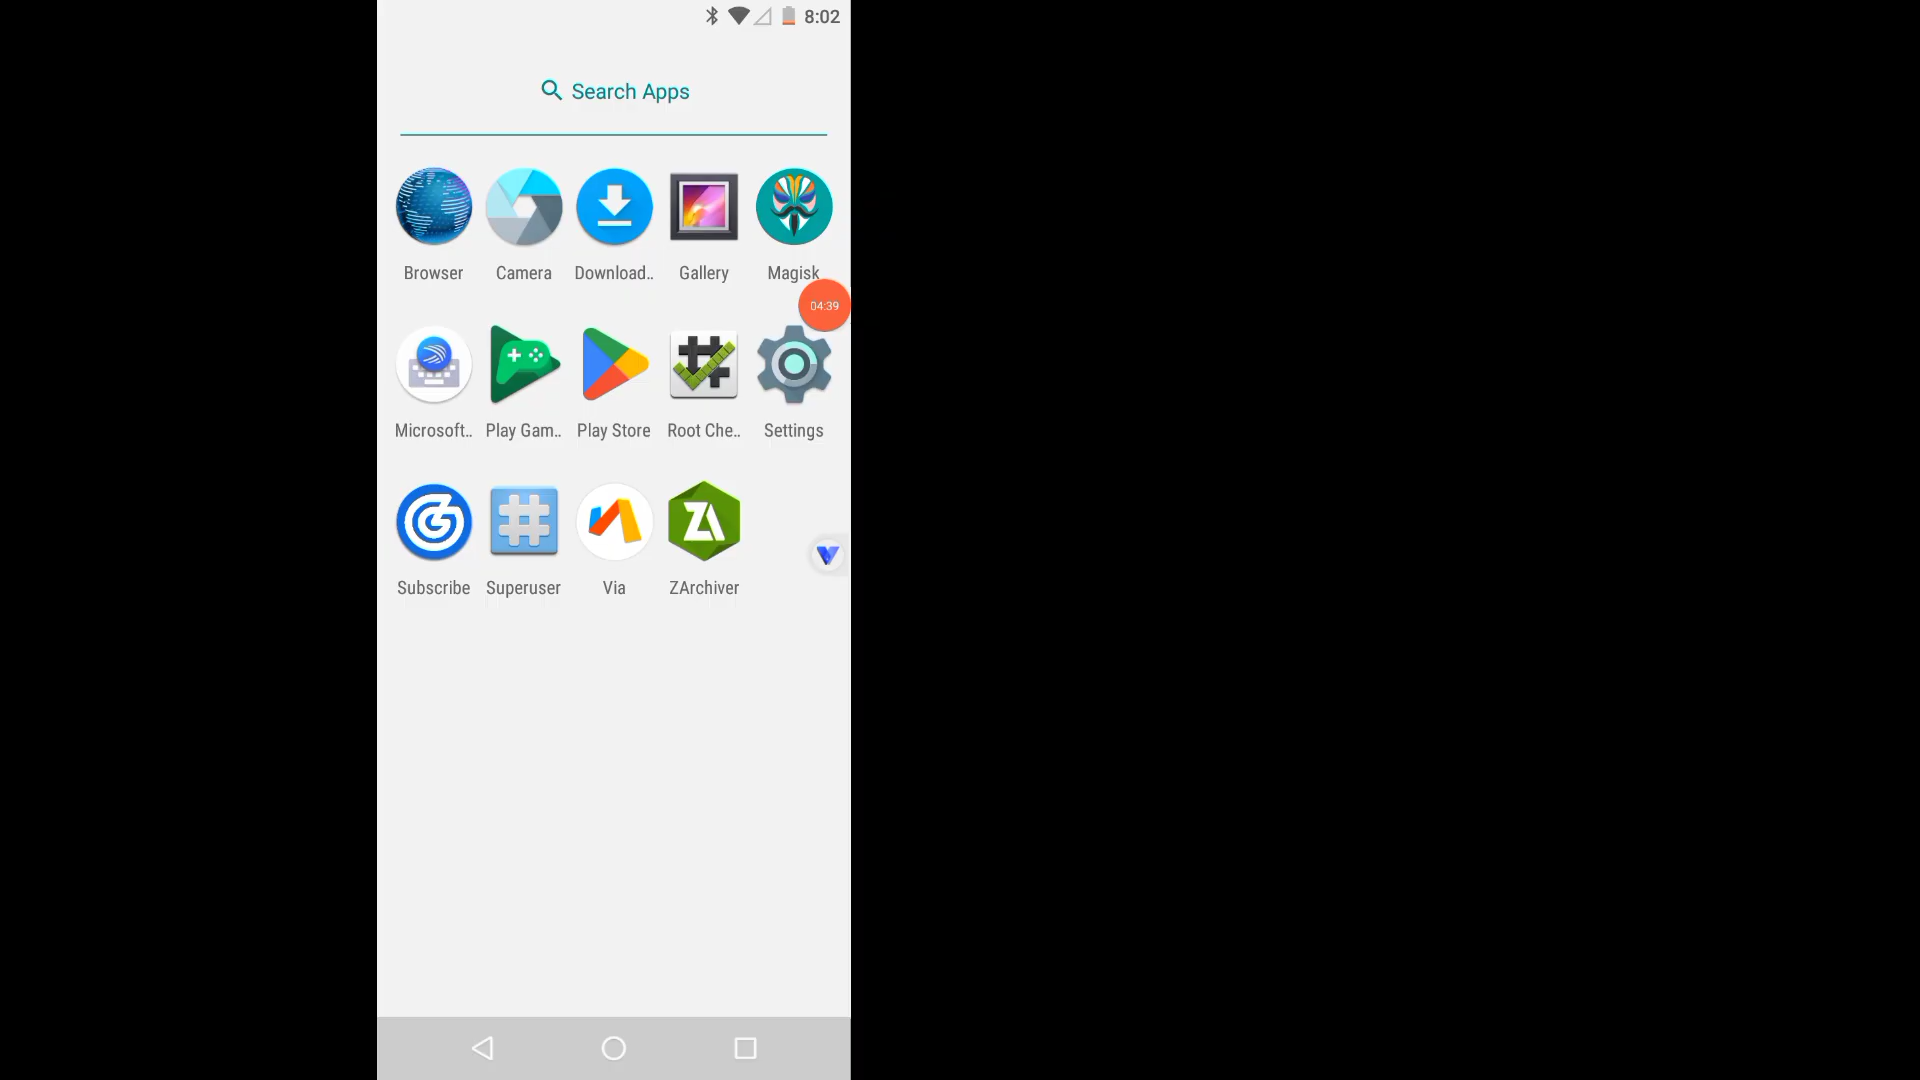 8:02
Search Apps
Browser Camera Download.. Gallery Magisk
04:39
Microsoft.. Play Gam.. Play Store Root Che.. Settings
Subscribe Superuser Via ZArchiver